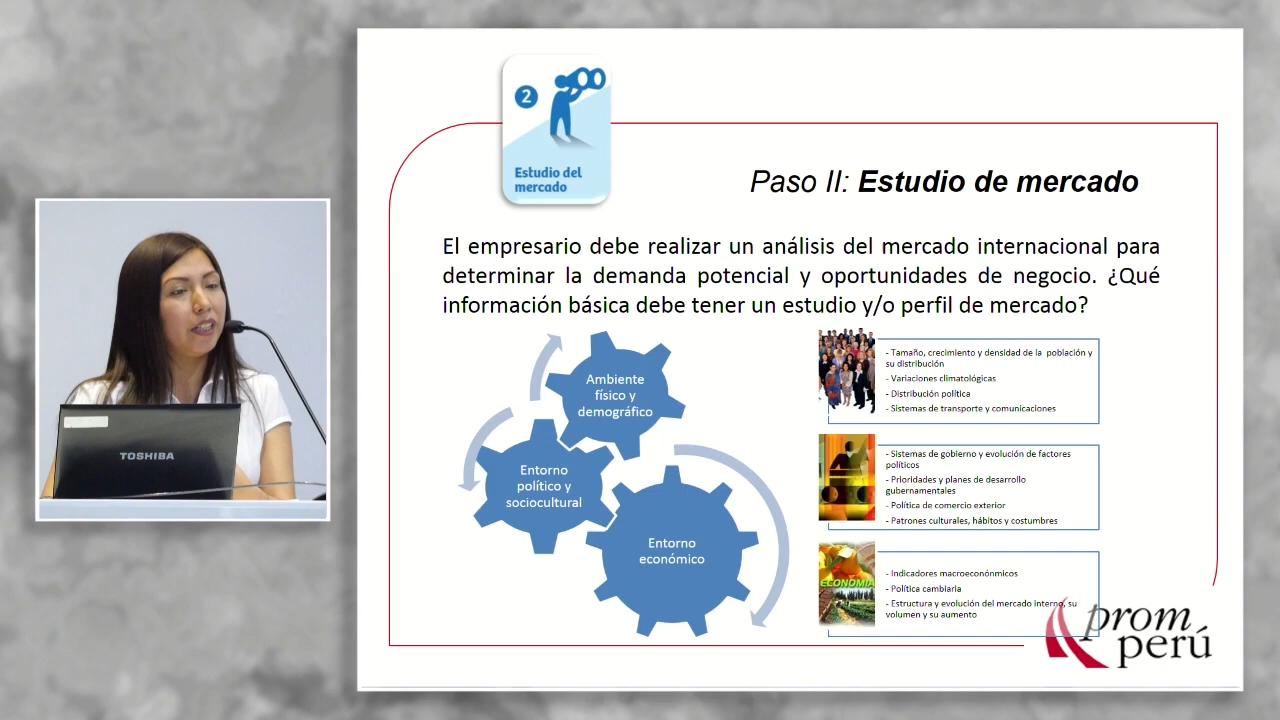 2
Estudio del
mercado
Paso II: Estudio de mercado
El empresario debe realizar un análisis del mercado internacional para
determinar la demanda potencial y oportunidades de negocio. ¿Qué
información básica debe tener un estudio y/o perfil de mercado?
Ambiente
físico y
demográfico
Entorno
político y
sociocultural
Entorno
económico
- Tamaño, crecimiento y densidad de la población y
su distribución
- Variaciones climatológicas
- Distribución política
- Sistemas de transporte y comunicaciones
- Sistemas de gobierno y evolución de factores
políticos
- Prioridades y planes de desarrollo
gubernamentales
- Política de comercio exterior
- Patrones culturales, hábitos y costumbres
ECONOMIA
- Indicadores macroeconónmicos
- Política cambiaria
- Estructura y evolución del mercado interno, su
volumen y su aumento
prom
perú
TOSHIBA